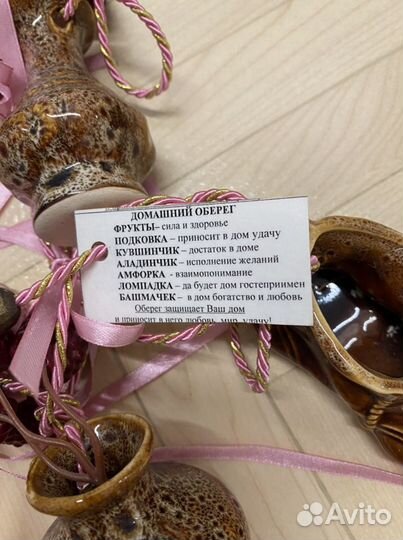 ДОМАШНИЙ ОБЕРЕГ
ФРУКТЫ– сила и здоровье
ПОДКОВКА – приносит в дом удачу
КУВШИНЧИК – достаток в доме
АЛАДИНЧИК – исполнение желаний
АМФОРКА - взаимопонимание
ЛОМПАДКА – да будет дом гостеприимен
БАШМАЧЕК – в дом богатство и любовь
Оберег защищает Ваш дом
и приносит в него любовь, мир, удачу!
Avito